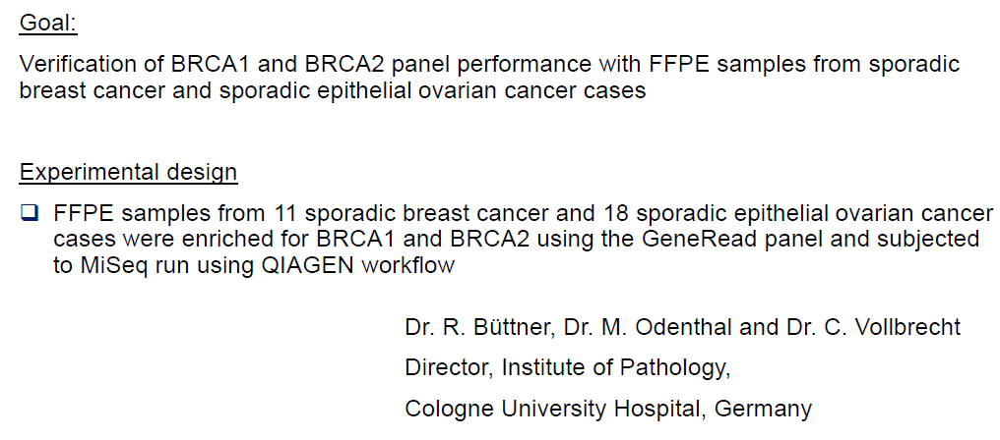 Goal:
Verification of BRCA1 and BRCA2 panel performance with FFPE samples from sporadic
breast cancer and sporadic epithelial ovarian cancer cases
Experimental design
❑ FFPE samples from 11 sporadic breast cancer and 18 sporadic epithelial ovarian cancer
cases were enriched for BRCA1 and BRCA2 using the GeneRead panel and subjected
to MiSeq run using QIAGEN workflow
Dr. R. Büttner, Dr. M. Odenthal and Dr. C. Vollbrecht
Director, Institute of Pathology,
Cologne University Hospital, Germany